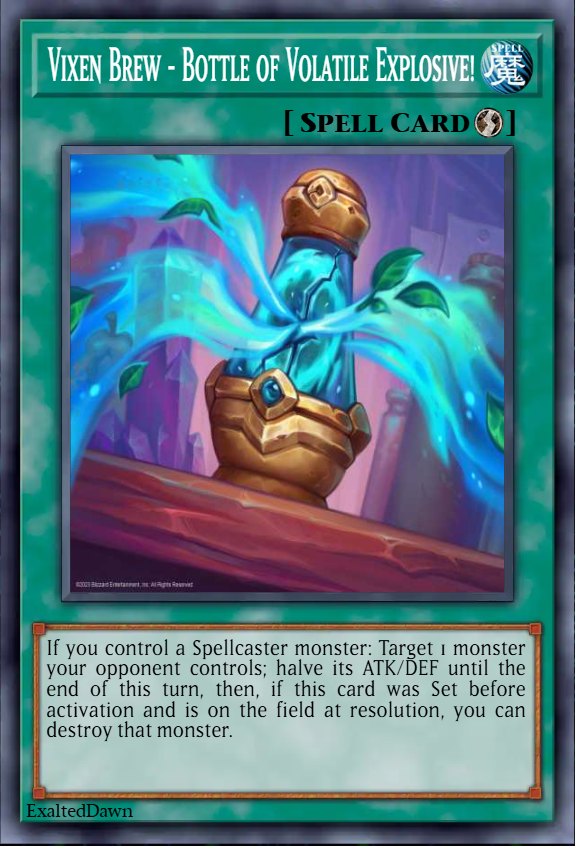 Vixen Brew - Bottle of Volatile Explosive!
SPELL
魔
[ Spell Card ]
©2023 Blizzard Entertainment, Inc. All Rights Reserved
If you control a Spellcaster monster: Target 1 monster
your opponent controls; halve its ATK/DEF until the
end of this turn, then, if this card was Set before
activation and is on the field at resolution, you can
destroy that monster.
ExaltedDawn